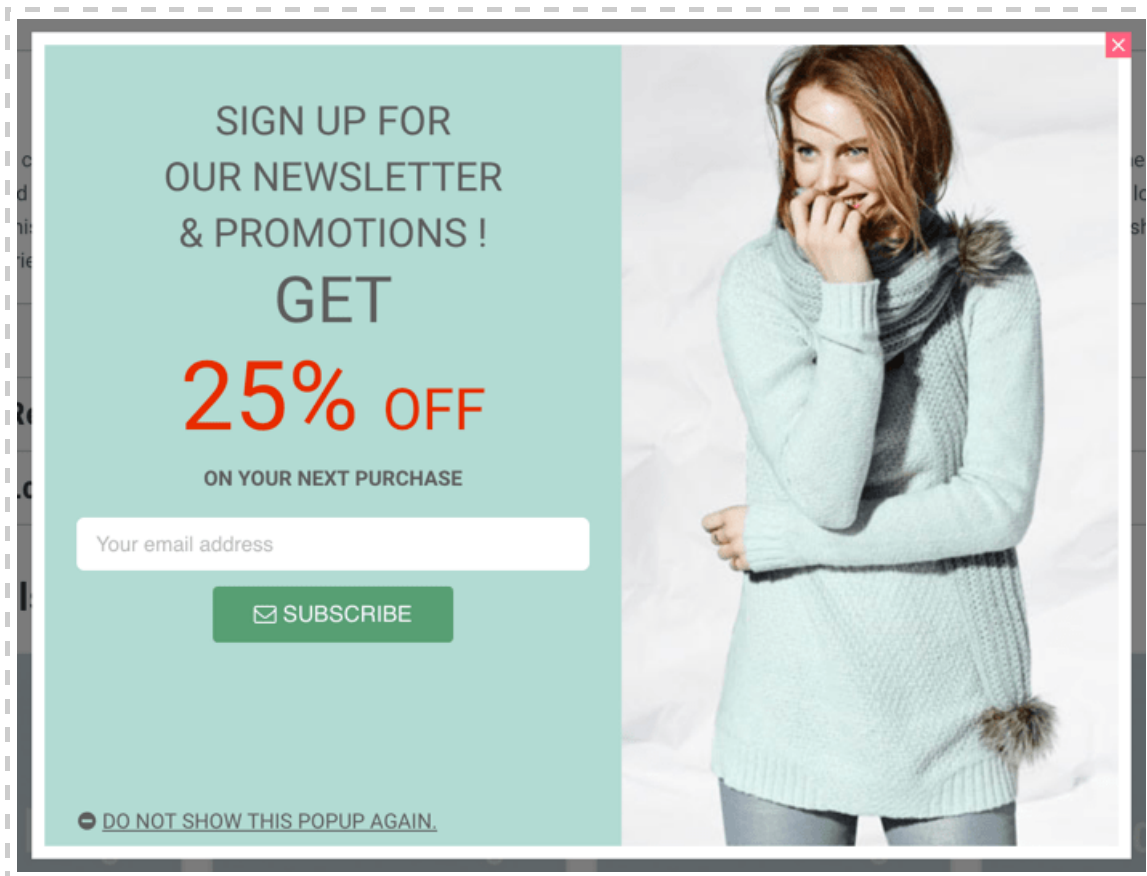 SIGN UP FOR
OUR NEWSLETTER
& PROMOTIONS !
GET
25% OFF
ON YOUR NEXT PURCHASE
Your email address
SUBSCRIBE
DO NOT SHOW THIS POPUP AGAIN.